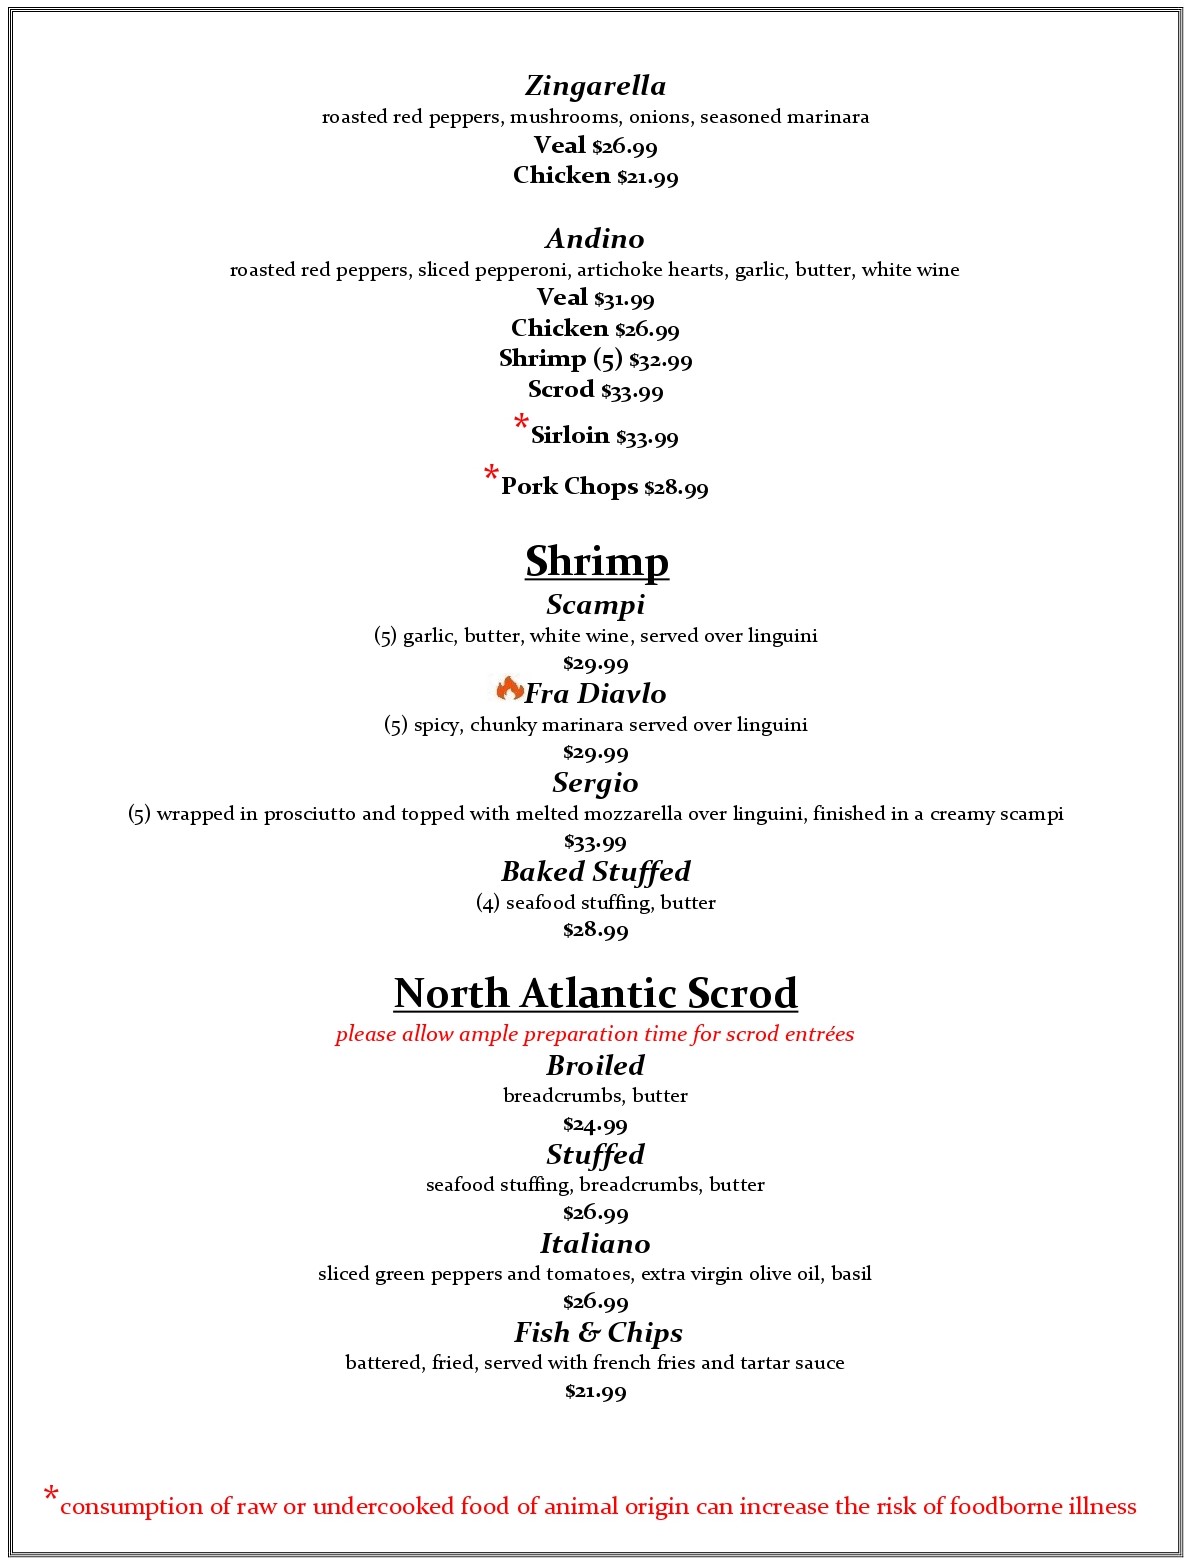 Zingarella
roasted red peppers, mushrooms, onions, seasoned marinara
Veal $26.99
Chicken $21.99
Andino
roasted red peppers, sliced pepperoni, artichoke hearts, garlic, butter, white wine
Veal $31.99
Chicken $26.99
Shrimp (5) $32.99
Scrod $33.99
*Sirloin $33.99
*Pork Chops $28.99
Shrimp
Scampi
(5) garlic, butter, white wine, served over linguini
$29.99
Fra Diavlo
(5) spicy, chunky marinara served over linguini
$29.99
Sergio
(5) wrapped in prosciutto and topped with melted mozzarella over linguini, finished in a creamy scampi
$33.99
Baked Stuffed
(4) seafood stuffing, butter
$28.99
North Atlantic Scrod
please allow ample preparation time for scrod entrées
Broiled
breadcrumbs, butter
$24.99
Stuffed
seafood stuffing, breadcrumbs, butter
$26.99
Italiano
sliced green peppers and tomatoes, extra virgin olive oil, basil
$26.99
Fish & Chips
battered, fried, served with french fries and tartar sauce
$21.99
*consumption of raw or undercooked food of animal origin can increase the risk of foodborne illness